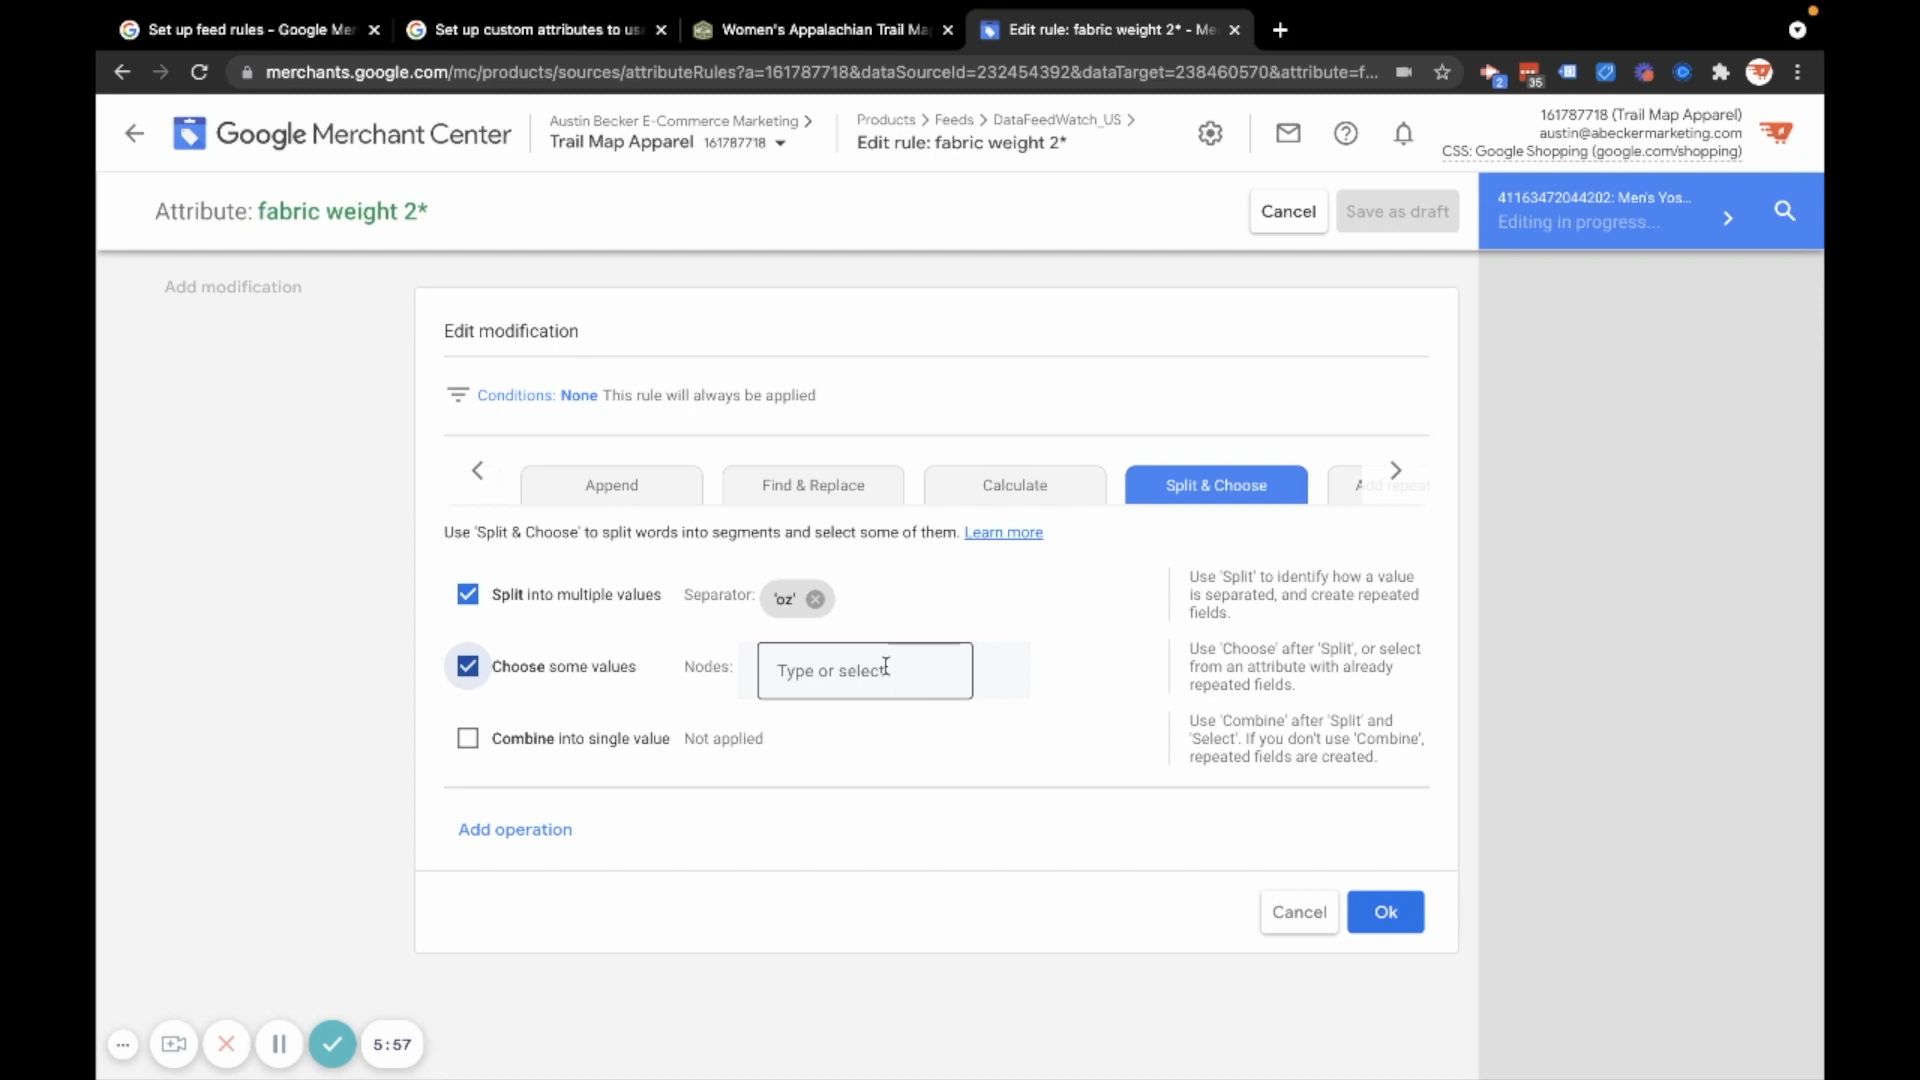 Set up feed rules - Google Mer
Set up custom attributes to us
Women's Appalachian Trail Ma
Edit rule: fabric weight 2* - Me
merchants.google.com/mc/products/sources/attributeRules?a=161787718&dataSourceId=232454392&dataTarget=238460570&attribute=f...
2
35
Google Merchant Center
Austin Becker E-Commerce Marketing
Trail Map Apparel 161787718
Products > Feeds > DataFeedWatch_US >
Edit rule: fabric weight 2*
161787718 (Trail Map Apparel)
austin@abeckermarketing.com
CSS: Google Shopping (google.com/shopping)
Attribute: fabric weight 2*
Cancel
Save as draft
41163472044202: Men's Yos...
Editing in progress...
Add modification
Edit modification
Conditions: None This rule will always be applied
Append
Find & Replace
Calculate
Split & Choose
Add repeat
Use 'Split & Choose' to split words into segments and select some of them. Learn more
Split into multiple values
Separator:
'oz'
Use 'Split' to identify how a value
is separated, and create repeated
fields.
Choose some values
Nodes:
Type or select
Use 'Choose' after 'Split', or select
from an attribute with already
repeated fields.
Combine into single value
Not applied
Use 'Combine' after 'Split' and
'Select'. If you don't use 'Combine',
repeated fields are created.
Add operation
Cancel
Ok
5:57